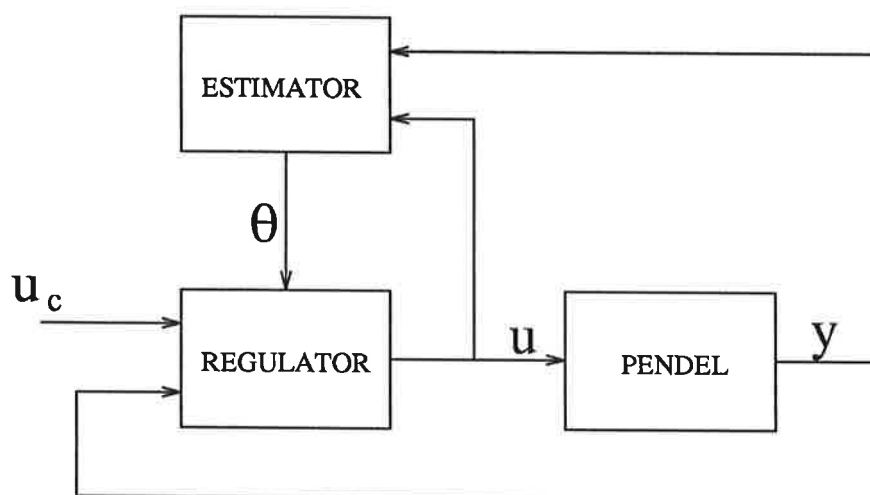 ESTIMATOR
θ
u c
REGULATOR
u
PENDEL
y